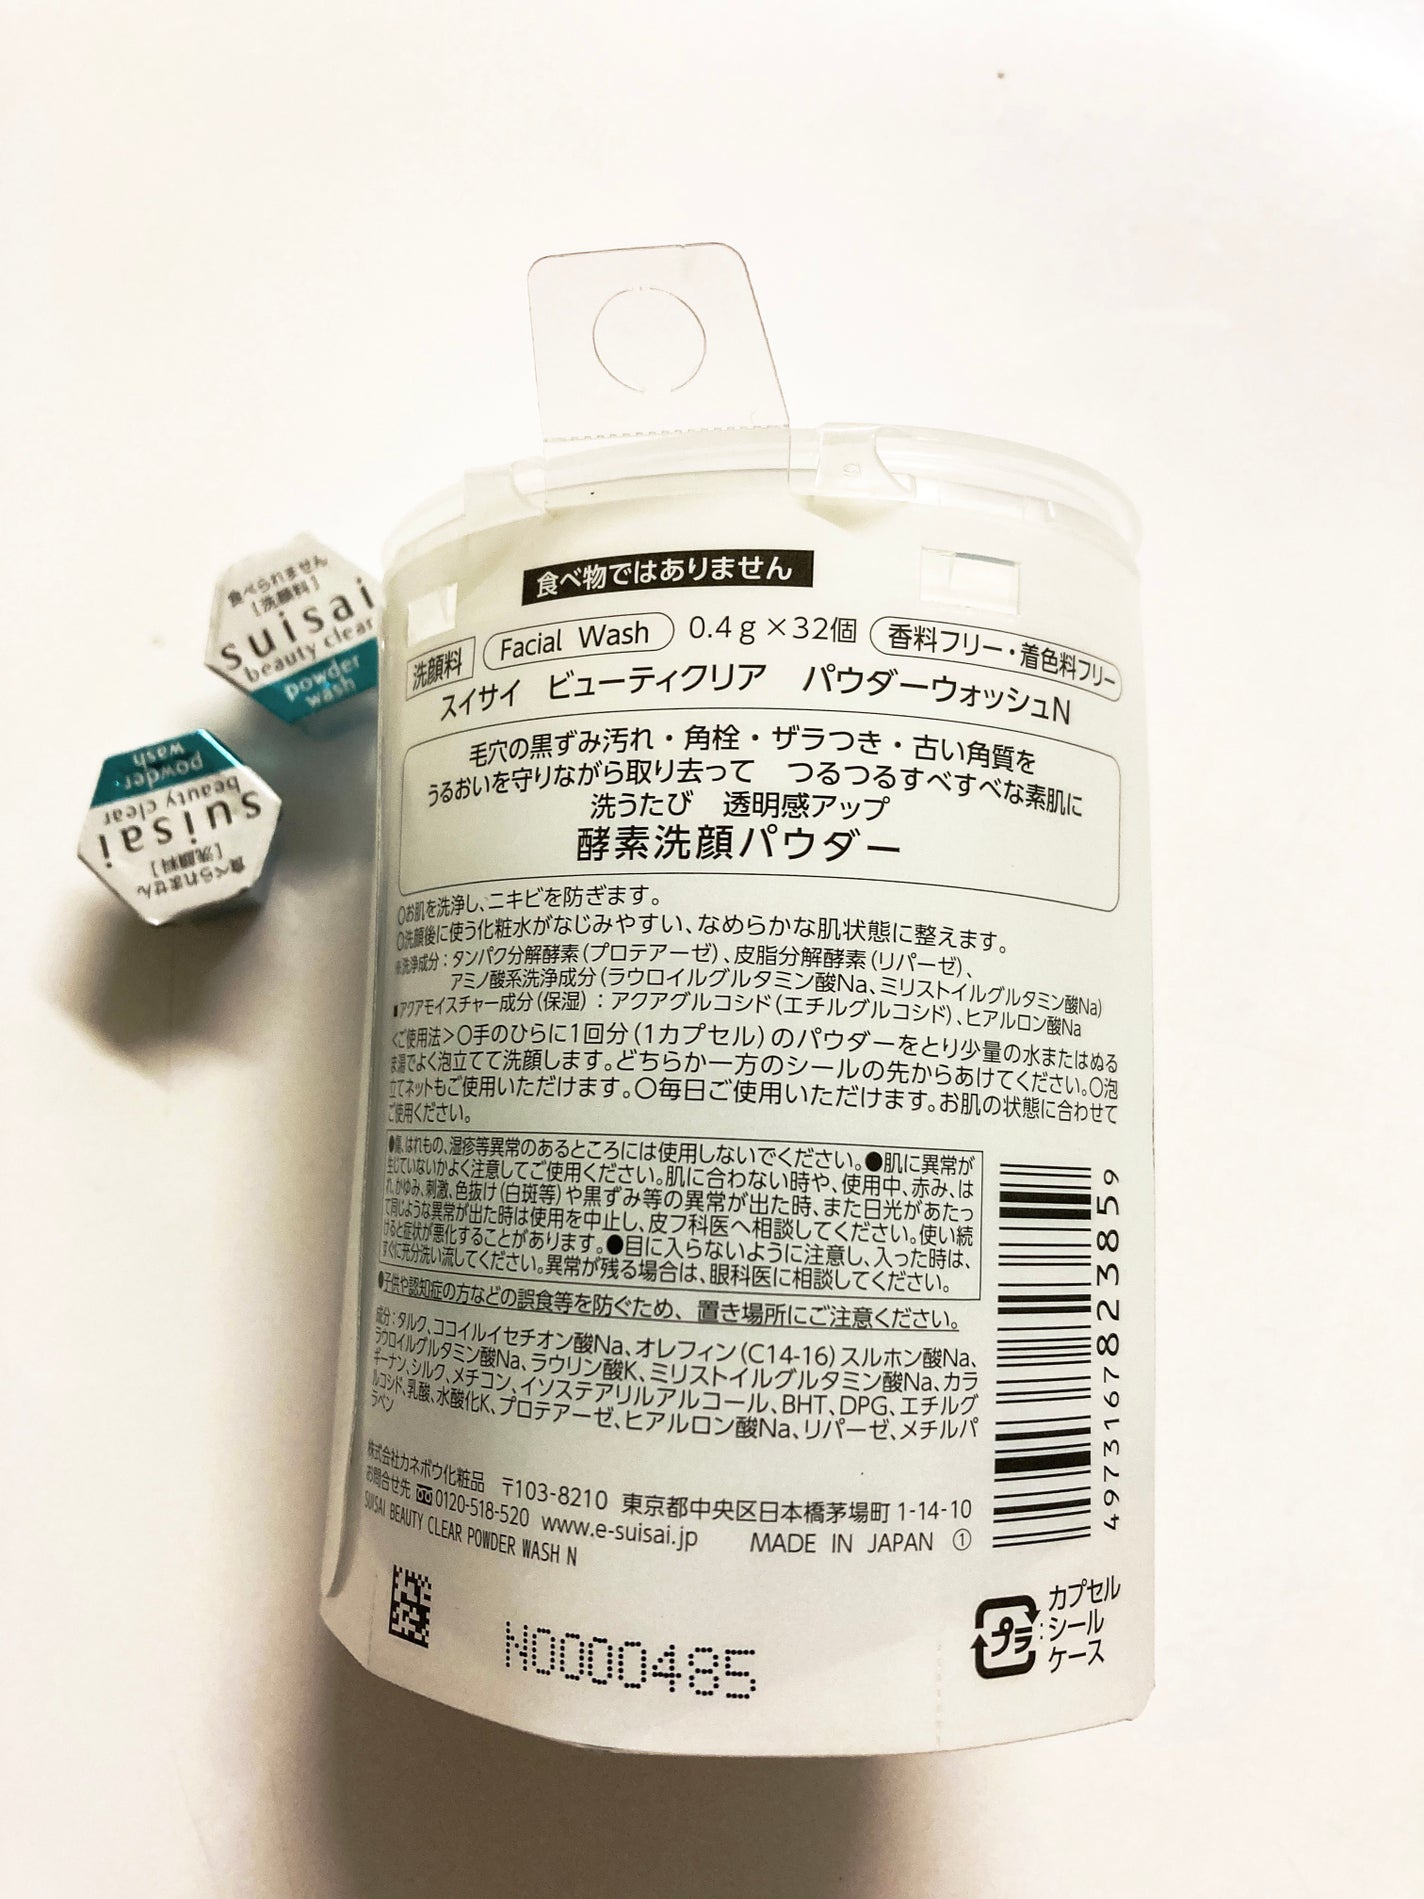 食べ物ではありません
洗顔料 Facial Wash 0.4g×32個 香料フリー・着色料フリー
スイサイ ビューティクリア パウダーウォッシュN
毛穴の黒ずみ汚れ・角栓・ザラつき・古い角質を
うるおいを守りながら取り去って つるつるすべすべな素肌に
洗うたび 透明感アップ
酵素洗顔パウダー
○お肌を洗浄し、ニキビを防ぎます。
○洗顔後に使う化粧水がなじみやすい、なめらかな肌状態に整えます。
※洗浄成分：タンパク分解酵素（プロテアーゼ）、皮脂分解酵素（リパーゼ）、
アミノ酸系洗浄成分（ラウロイルグルタミン酸Na、ミリストイルグルタミン酸Na）
■アクアモイスチャー成分（保湿）：アクアグルコシド（エチルグルコシド）、ヒアルロン酸Na
＜ご使用法＞○手のひらに1回分（1カプセル）のパウダーをとり少量の水またはぬる
ま湯でよく泡立てて洗顔します。どちらか一方のシールの先からあけてください。○泡
立てネットもご使用いただけます。○毎日ご使用いただけます。お肌の状態に合わせて
ご使用ください。
●傷、はれもの、湿疹等異常のあるところには使用しないでください。●肌に異常が
生じていないかよく注意してご使用ください。肌に合わない時や、使用中、赤み、は
れ、かゆみ、刺激、色抜け（白斑等）や黒ずみ等の異常が出た時、また日光があたっ
て同じような異常が出た時は使用を中止し、皮フ科医へ相談してください。使い続
けると症状が悪化することがあります。●目に入らないように注意し、入った時は、
すぐに充分洗い流してください。異常が残る場合は、眼科医に相談してください。
●子供や認知症の方などの誤食等を防ぐため、置き場所にご注意ください。
成分：タルク、ココイルイセチオン酸Na、オレフィン（C14-16）スルホン酸Na、
ラウロイルグルタミン酸Na、ラウリン酸K、ミリストイルグルタミン酸Na、カラ
ギーナン、シルク、メチコン、イソステアリルアルコール、BHT、DPG、エチルグ
ルコシド、乳酸、水酸化K、プロテアーゼ、ヒアルロン酸Na、リパーゼ、メチルパ
ラベン
株式会社カネボウ化粧品 〒103-8210 東京都中央区日本橋茅場町1-14-10
お問合せ先 0120-518-520 www.e-suisai.jp MADE IN JAPAN ①
SUISAI BEAUTY CLEAR POWDER WASH N
4973167823859
N0000485
プラ：カプセル
シール
ケース
食べられません
[洗顔料]
suisai
beauty clear
powder
wash
食べられません
[洗顔料]
suisai
beauty clear
powder
wash